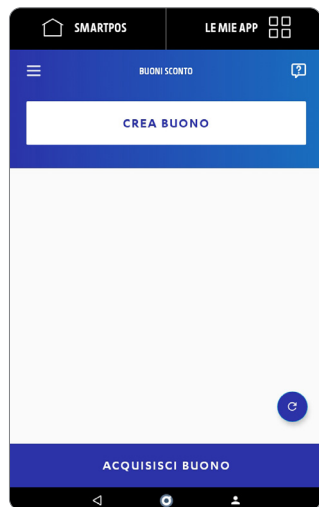 SMARTPOS
LE MIE APP
BUONI SCONTO
CREA BUONO
ACQUISISCI BUONO